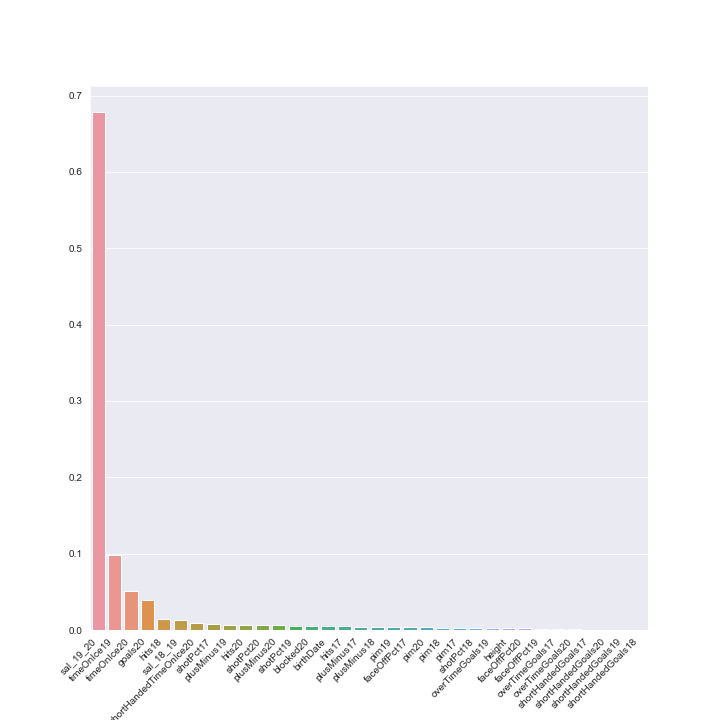 0.7
0.6
0.5
0.4
0.3
0.2
0.1
0.0
sal_19_20
timeOnIce19
timeOnIce20
goals20
hits18
sal_18_19
shortHandedTimeOnIce20
shotPct17
plusMinus19
hits20
shotPct20
plusMinus20
shotPct19
blocked20
birthDate
hits17
plusMinus17
plusMinus18
pim19
faceOffPct17
pim20
pim18
pim17
shotPct18
overTimeGoals19
height
faceOffPct20
faceOffPct19
overTimeGoals17
overTimeGoals20
shortHandedGoals17
shortHandedGoals20
shortHandedGoals19
shortHandedGoals18